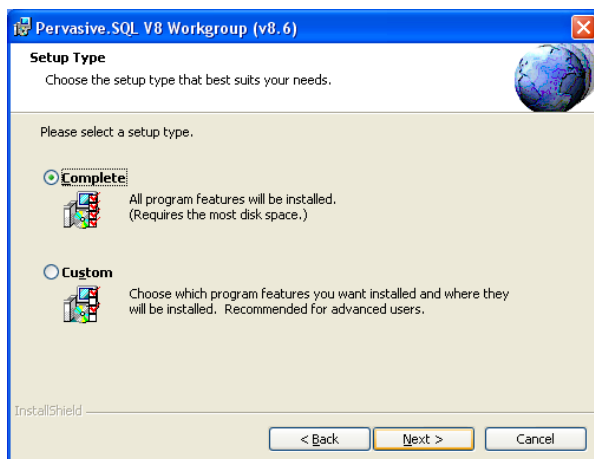 Pervasive.SQL V8 Workgroup (v8.6)
Setup Type
Choose the setup type that best suits your needs.
Please select a setup type.
Complete
All program features will be installed.
(Requires the most disk space.)
Custom
Choose which program features you want installed and where they
will be installed. Recommended for advanced users.
InstallShield
< Back
Next >
Cancel